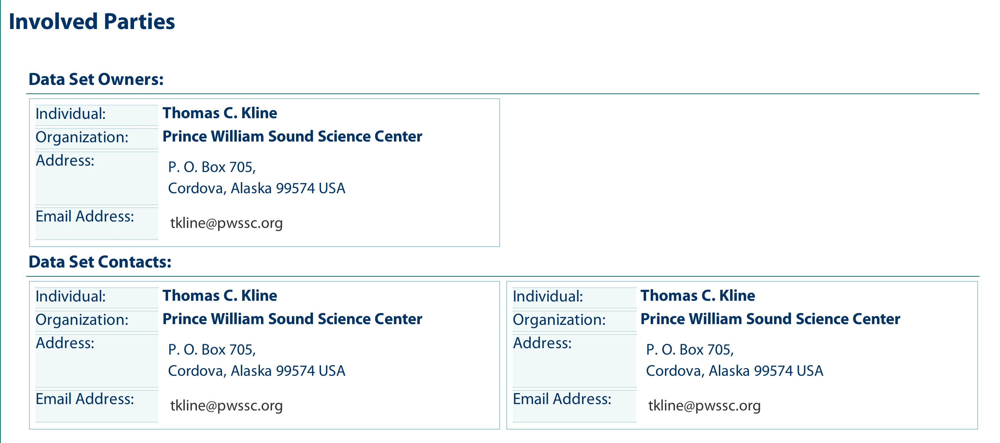 Involved Parties
Data Set Owners:
Individual: Thomas C. Kline
Organization: Prince William Sound Science Center
Address: P. O. Box 705,
Cordova, Alaska 99574 USA
Email Address: tkline@pwssc.org
Data Set Contacts:
Individual: Thomas C. Kline
Organization: Prince William Sound Science Center
Address: P. O. Box 705,
Cordova, Alaska 99574 USA
Email Address: tkline@pwssc.org
Individual: Thomas C. Kline
Organization: Prince William Sound Science Center
Address: P. O. Box 705,
Cordova, Alaska 99574 USA
Email Address: tkline@pwssc.org